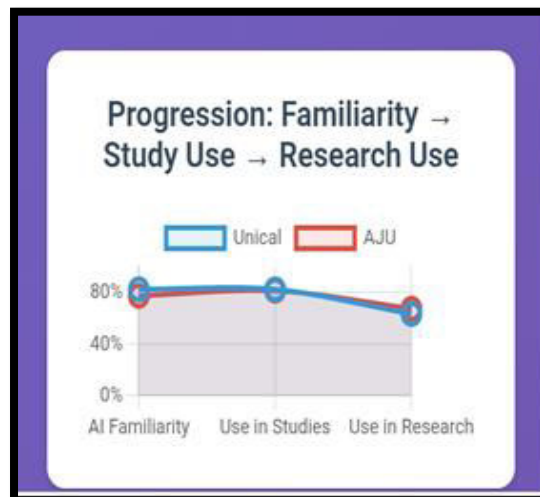 Progression: Familiarity →
Study Use → Research Use
Unical AJU
80%
40%
0%
AI Familiarity Use in Studies Use in Research